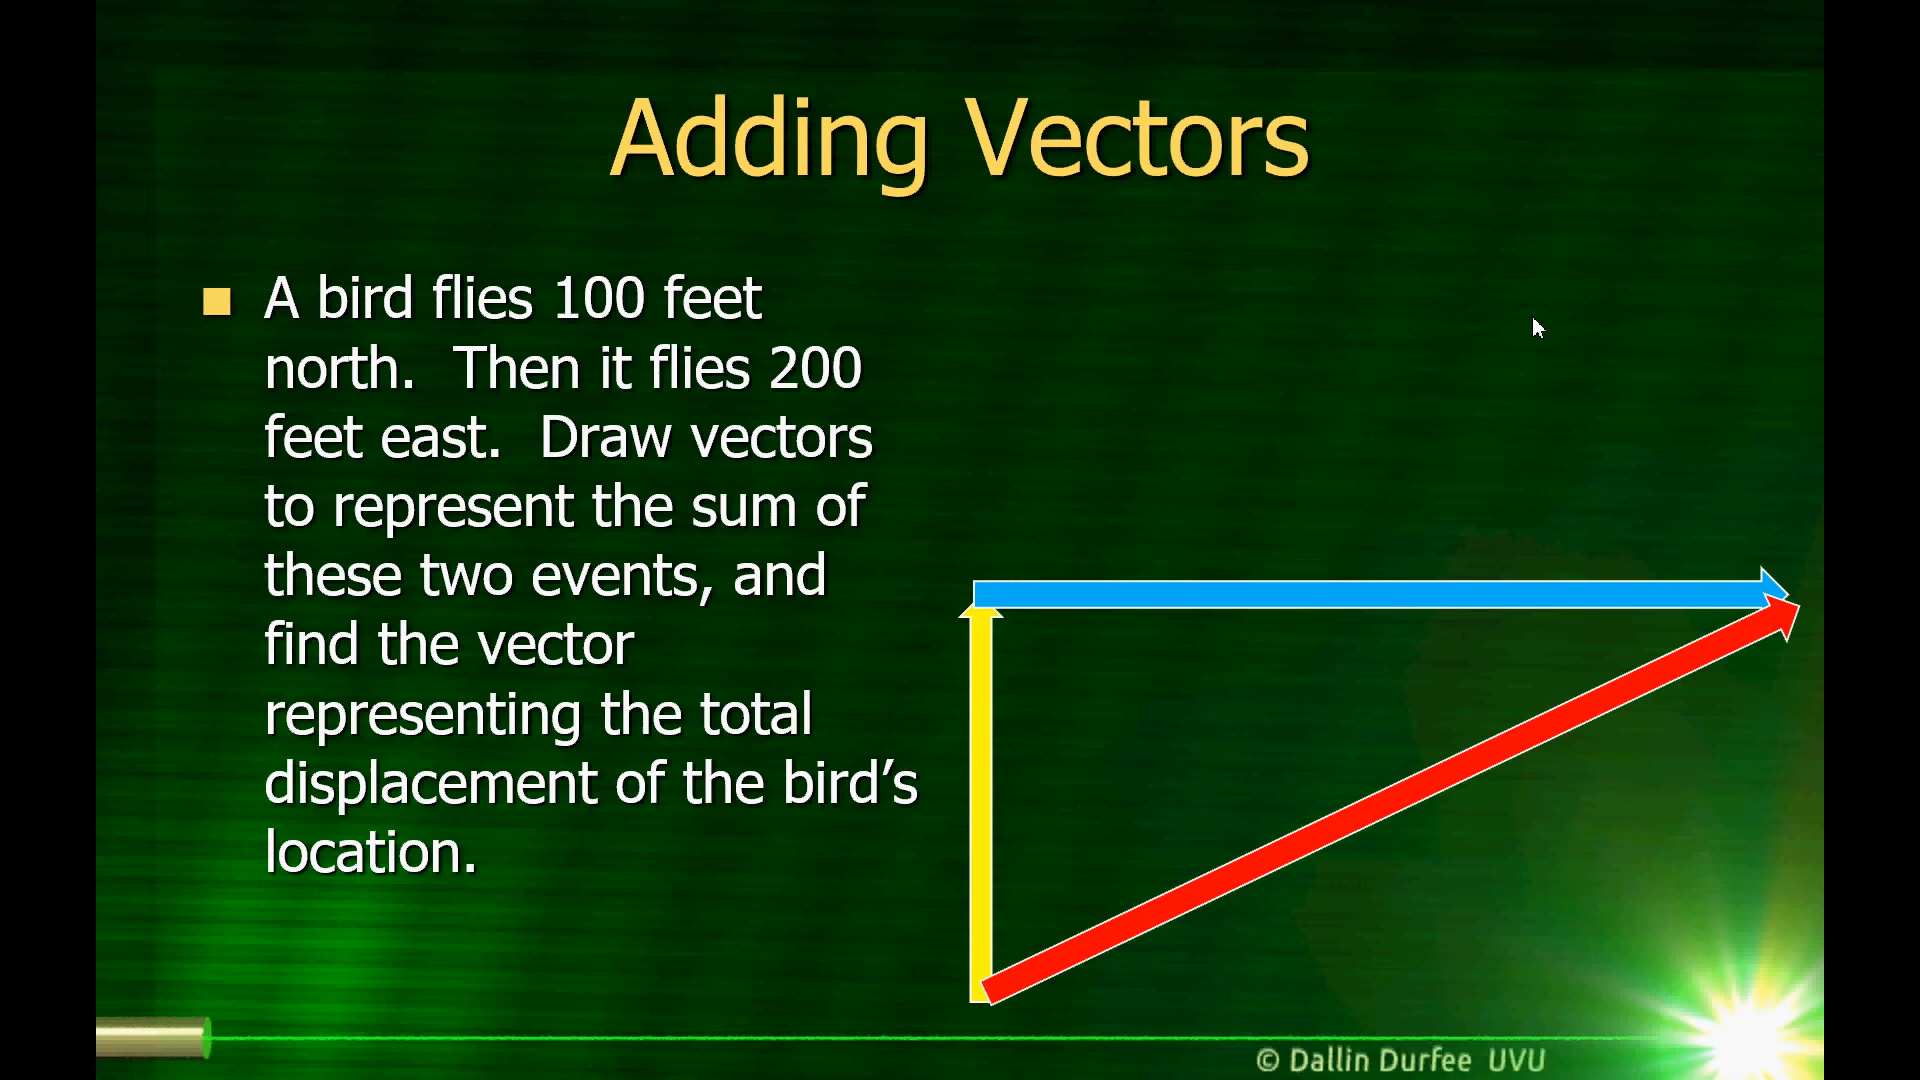 Adding Vectors
A bird flies 100 feet
north.  Then it flies 200
feet east.  Draw vectors
to represent the sum of
these two events, and
find the vector
representing the total
displacement of the bird’s
location.
© Dallin Durfee  UVU